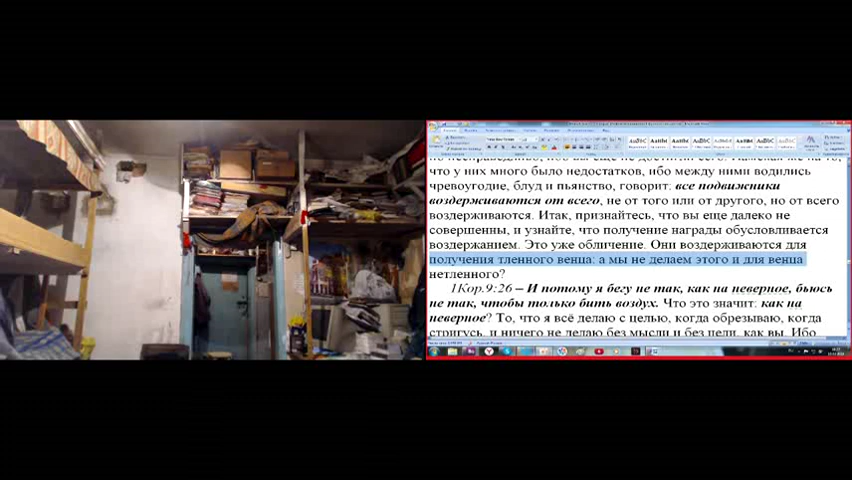 что у них много было недостатков, ибо между ними водились
чревоугодие, блуд и пьянство, говорит: все подвижники
воздерживаются от всего, не от того или от другого, но от всего
воздерживаются. Итак, признайтесь, что вы еще далеко не
совершенны, и узнайте, что получение награды обусловливается
воздержанием. Это уже обличение. Они воздерживаются для
получения тленного венца: а мы не делаем этого и для венца
нетленного?
1Кор.9:26 – И потому я бегу не так, как на неверное, бьюсь
не так, чтобы только бить воздух. Что это значит: как на
неверное? То, что я всё делаю с целью, когда обрезываю, когда
стригусь, и ничего не делаю без мысли и без цели, как вы. Ибо